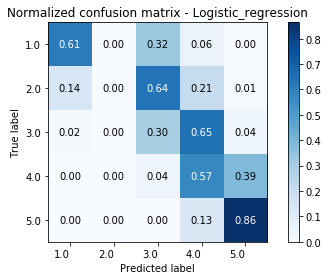 Normalized confusion matrix - Logistic_regression
1.0 0.61 0.00 0.32 0.06 0.00
2.0 0.14 0.00 0.64 0.21 0.01
3.0 0.02 0.00 0.30 0.65 0.04
4.0 0.00 0.00 0.04 0.57 0.39
5.0 0.00 0.00 0.00 0.13 0.86
1.0 2.0 3.0 4.0 5.0
True label
Predicted label
0.8
0.7
0.6
0.5
0.4
0.3
0.2
0.1
0.0